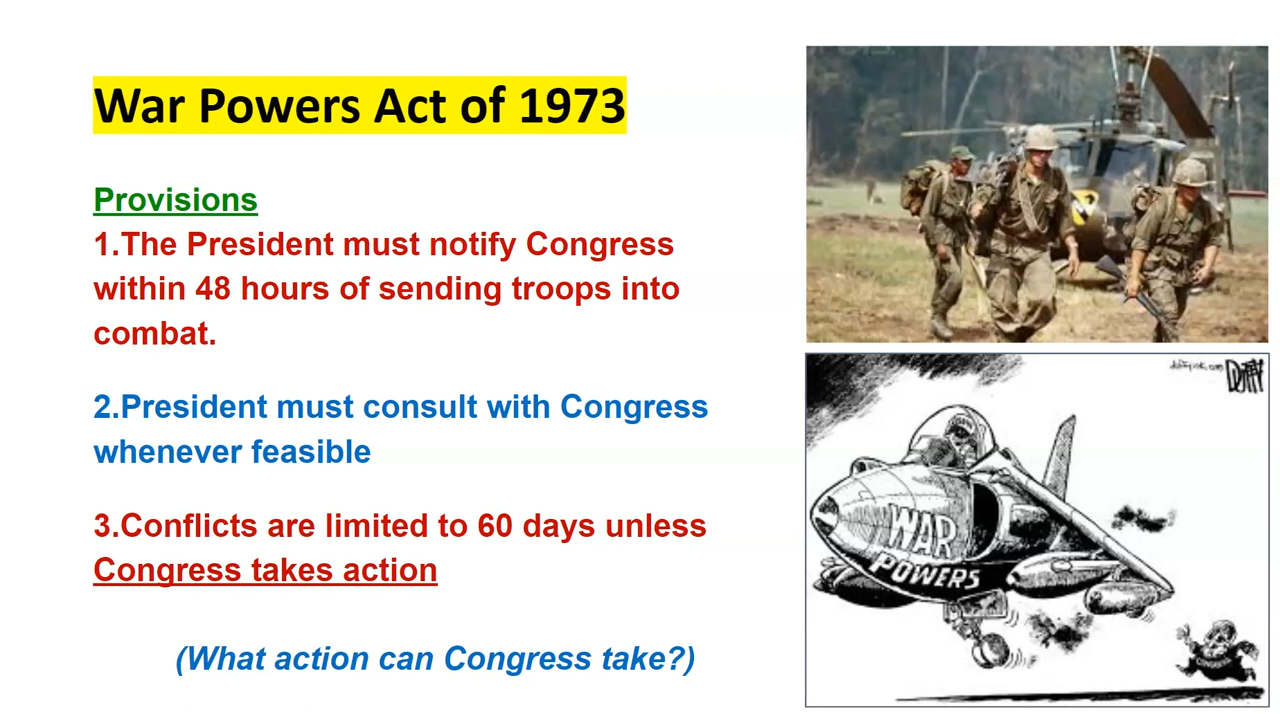 War Powers Act of 1973
Provisions
1.The President must notify Congress
within 48 hours of sending troops into
combat.
2.President must consult with Congress
whenever feasible
3.Conflicts are limited to 60 days unless
Congress takes action
(What action can Congress take?)
DUFFY
WAR
POWERS
CONGRESS